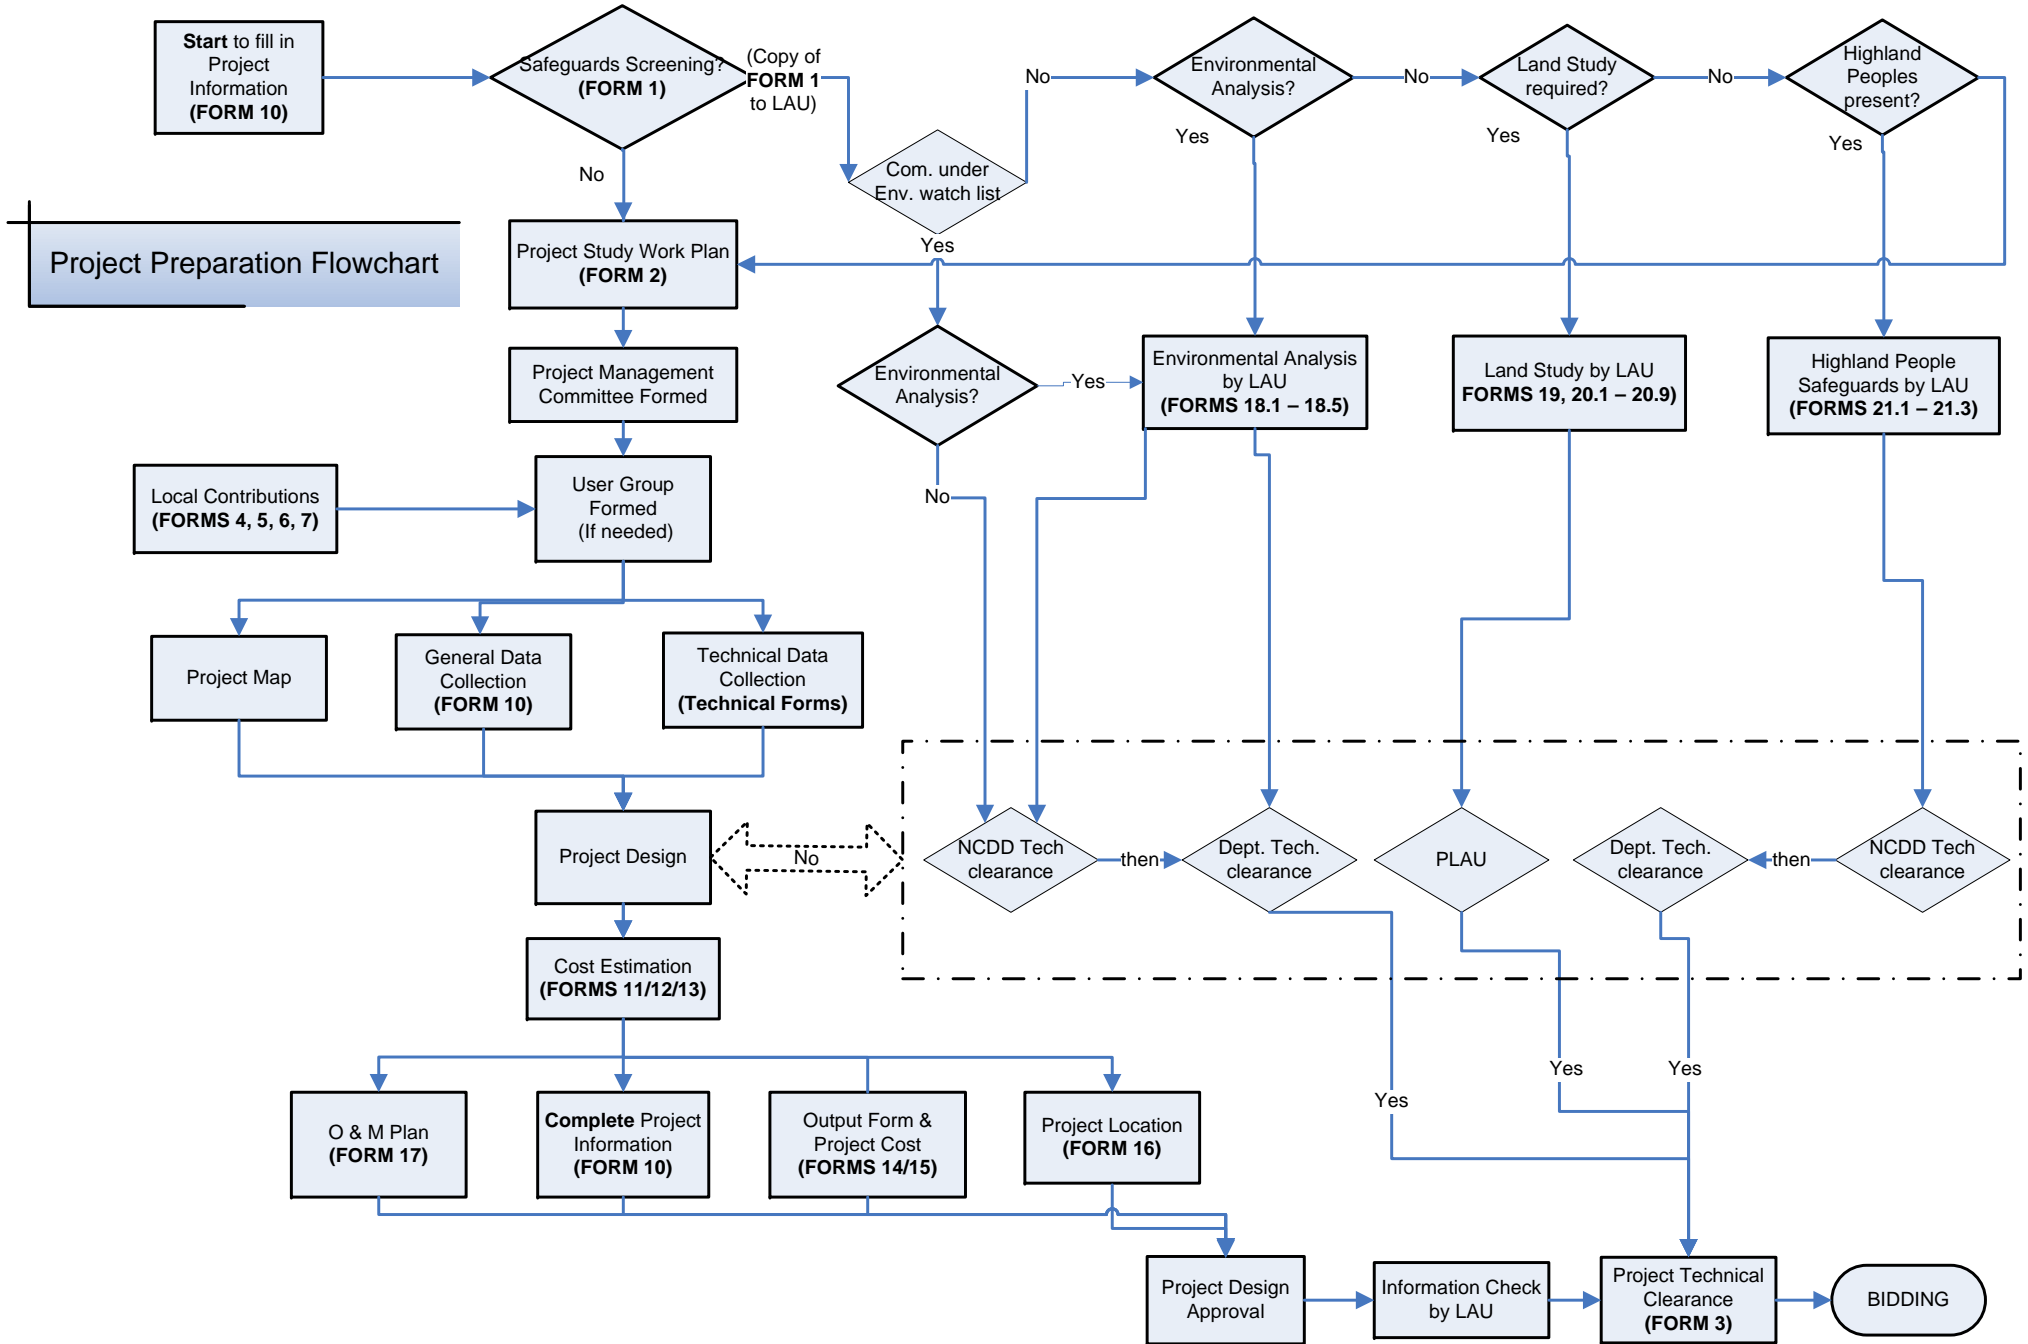 Start to fill in
Project
Information
(FORM 10)
Safeguards Screening?
(FORM 1)
(Copy of
FORM 1
to LAU)
No
Environmental
Analysis?
No
Land Study
required?
No
Highland
Peoples
present?
Yes
Yes
Yes
No
Com. under
Env. watch list
Yes
Project Preparation Flowchart
Project Study Work Plan
(FORM 2)
Project Management
Committee Formed
Environmental
Analysis?
Yes
Environmental Analysis
by LAU
(FORMS 18.1 – 18.5)
Land Study by LAU
FORMS 19, 20.1 – 20.9)
Highland People
Safeguards by LAU
(FORMS 21.1 – 21.3)
No
Local Contributions
(FORMS 4, 5, 6, 7)
User Group
Formed
(If needed)
Project Map
General Data
Collection
(FORM 10)
Technical Data
Collection
(Technical Forms)
Project Design
No
NCDD Tech
clearance
then
Dept. Tech.
clearance
PLAU
Dept. Tech.
clearance
then
NCDD Tech
clearance
Cost Estimation
(FORMS 11/12/13)
Yes
Yes
Yes
O & M Plan
(FORM 17)
Complete Project
Information
(FORM 10)
Output Form &
Project Cost
(FORMS 14/15)
Project Location
(FORM 16)
Project Design
Approval
Information Check
by LAU
Project Technical
Clearance
(FORM 3)
BIDDING